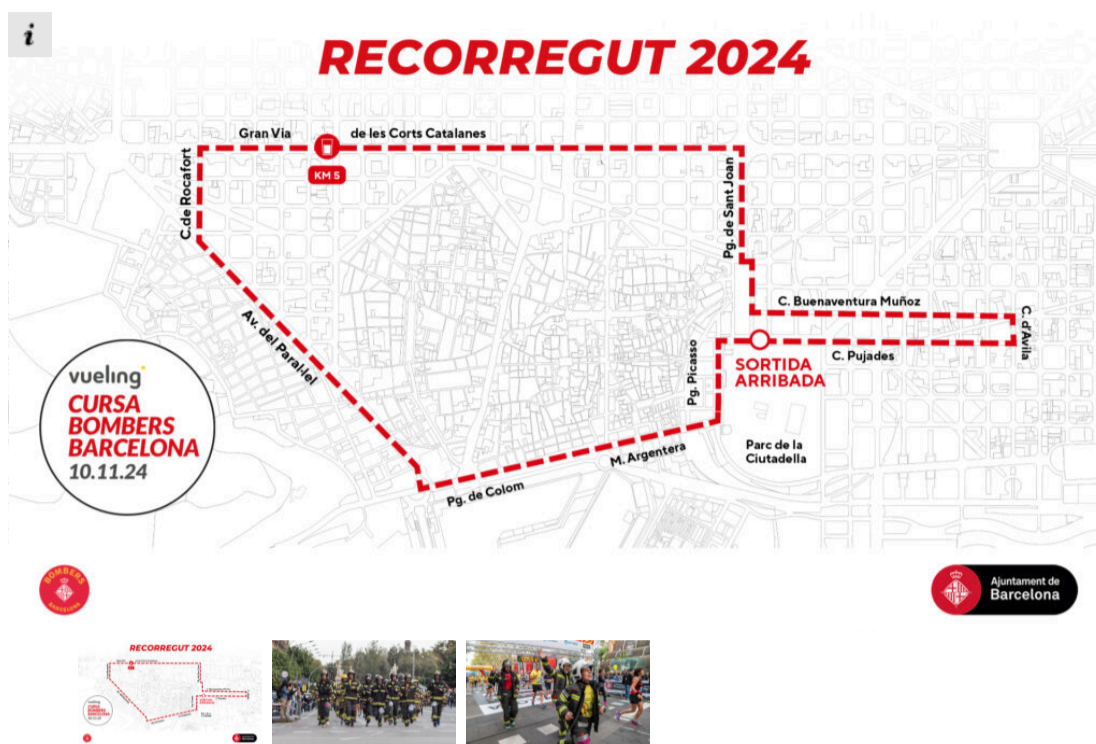 i
RECORREGUT 2024
Gran Via
de les Corts Catalanes
KM 5
C.de Rocafort
Pg. de Sant Joan
C. Buenaventura Muñoz
C. d'Avila
C. Pujades
SORTIDA
ARRIBADA
Pg. Picasso
Av. del Paral·lel
M. Argentera
Parc de la
Ciutadella
Pg. de Colom
vueling
CURSA
BOMBERS
BARCELONA
10.11.24
BOMBERS
BARCELONA
Ajuntament de
Barcelona
RECORREGUT 2024